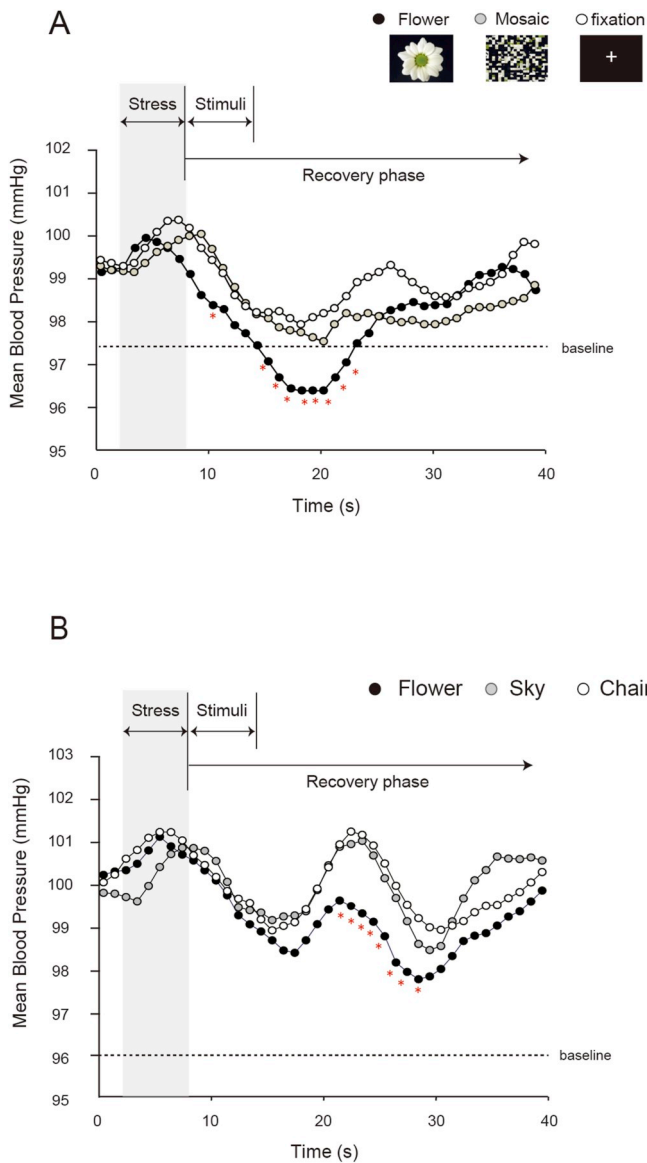 A
Flower Mosaic fixation
+
Stress Stimuli
Recovery phase
Mean Blood Pressure (mmHg)
102
101
100
99
98
97
96
95
baseline
*
* * * * * * * *
0 10 20 30 40
Time (s)
B
Flower Sky Chair
Stress Stimuli
Recovery phase
Mean Blood Pressure (mmHg)
103
102
101
100
99
98
97
96
95
* * * * * * * *
baseline
0 10 20 30 40
Time (s)